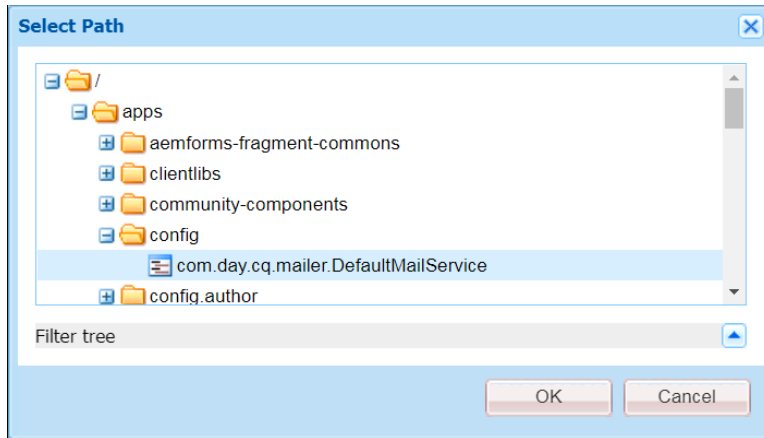 Select Path
/
apps
aemforms-fragment-commons
clientlibs
community-components
config
com.day.cq.mailer.DefaultMailService
config.author
Filter tree
OK Cancel